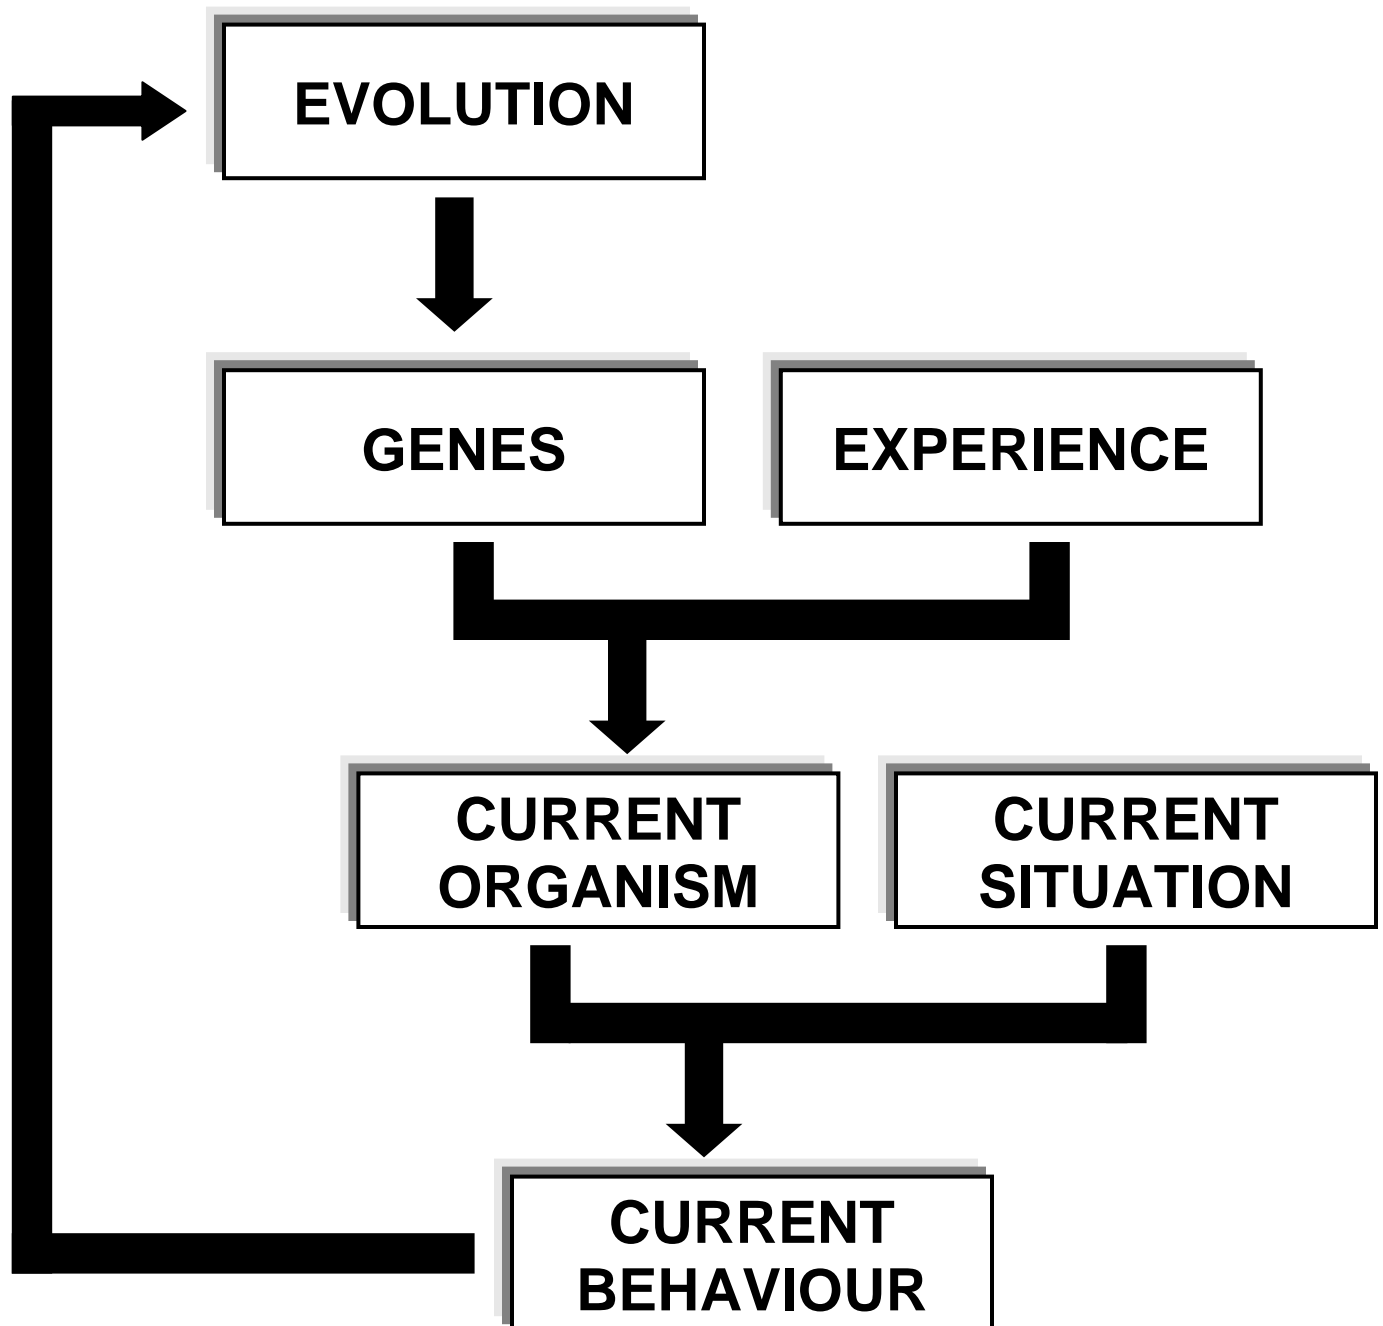 EVOLUTION
GENES
EXPERIENCE
CURRENT
ORGANISM
CURRENT
SITUATION
CURRENT
BEHAVIOUR